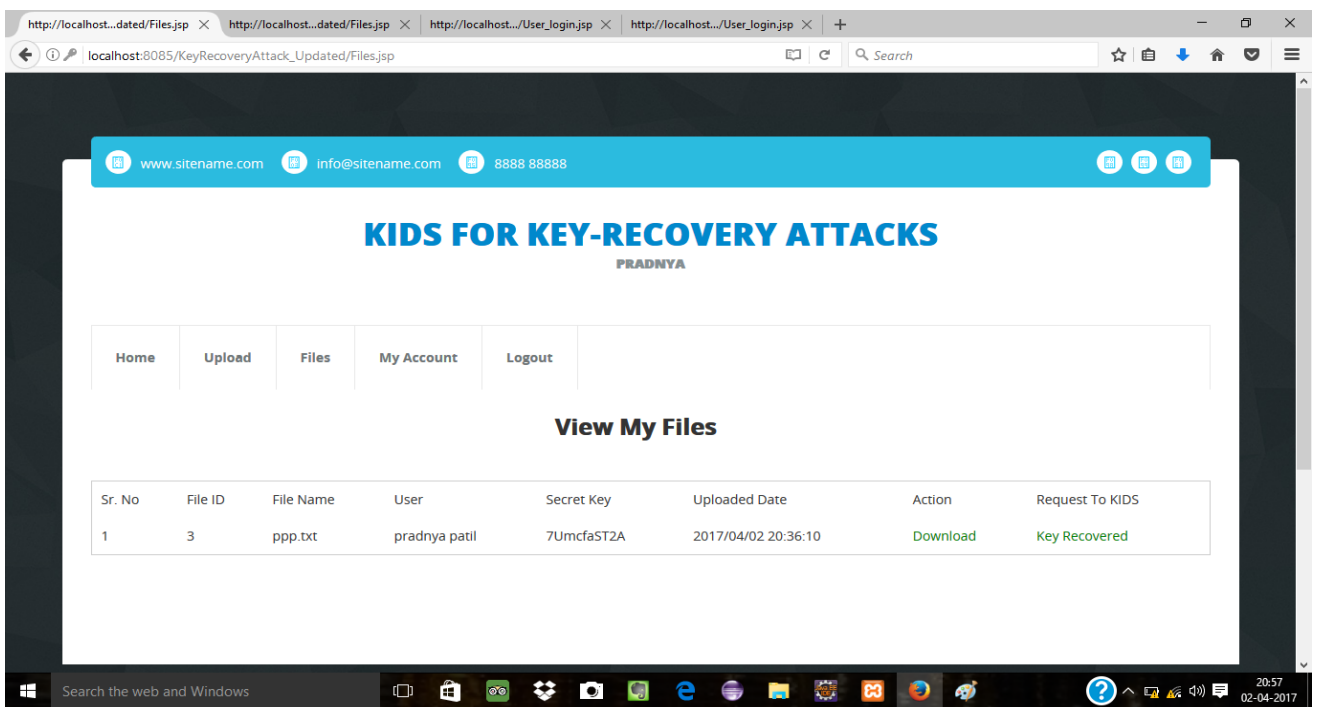 http://localhost...dated/Files.jsp http://localhost...dated/Files.jsp http://localhost.../User_login.jsp http://localhost.../User_login.jsp
localhost:8085/KeyRecoveryAttack_Updated/Files.jsp Search
www.sitename.com info@sitename.com 8888 88888
KIDS FOR KEY-RECOVERY ATTACKS
PRADNYA
Home Upload Files My Account Logout
View My Files
Sr. No File ID File Name User Secret Key Uploaded Date Action Request To KIDS
1 3 ppp.txt pradnya patil 7UmcfaST2A 2017/04/02 20:36:10 Download Key Recovered
Search the web and Windows 20:57
02-04-2017